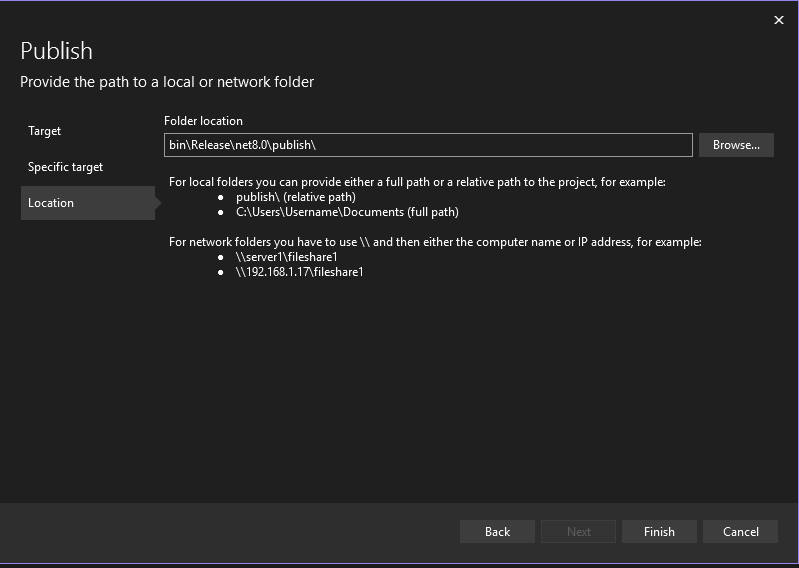 Publish
Provide the path to a local or network folder
Target
Specific target
Location
Folder location
bin\Release\net8.0\publish\
Browse...
For local folders you can provide either a full path or a relative path to the project, for example:
● publish\ (relative path)
● C:\Users\Username\Documents (full path)
For network folders you have to use \\ and then either the computer name or IP address, for example:
● \\server1\fileshare1
● \\192.168.1.17\fileshare1
Back
Next
Finish
Cancel